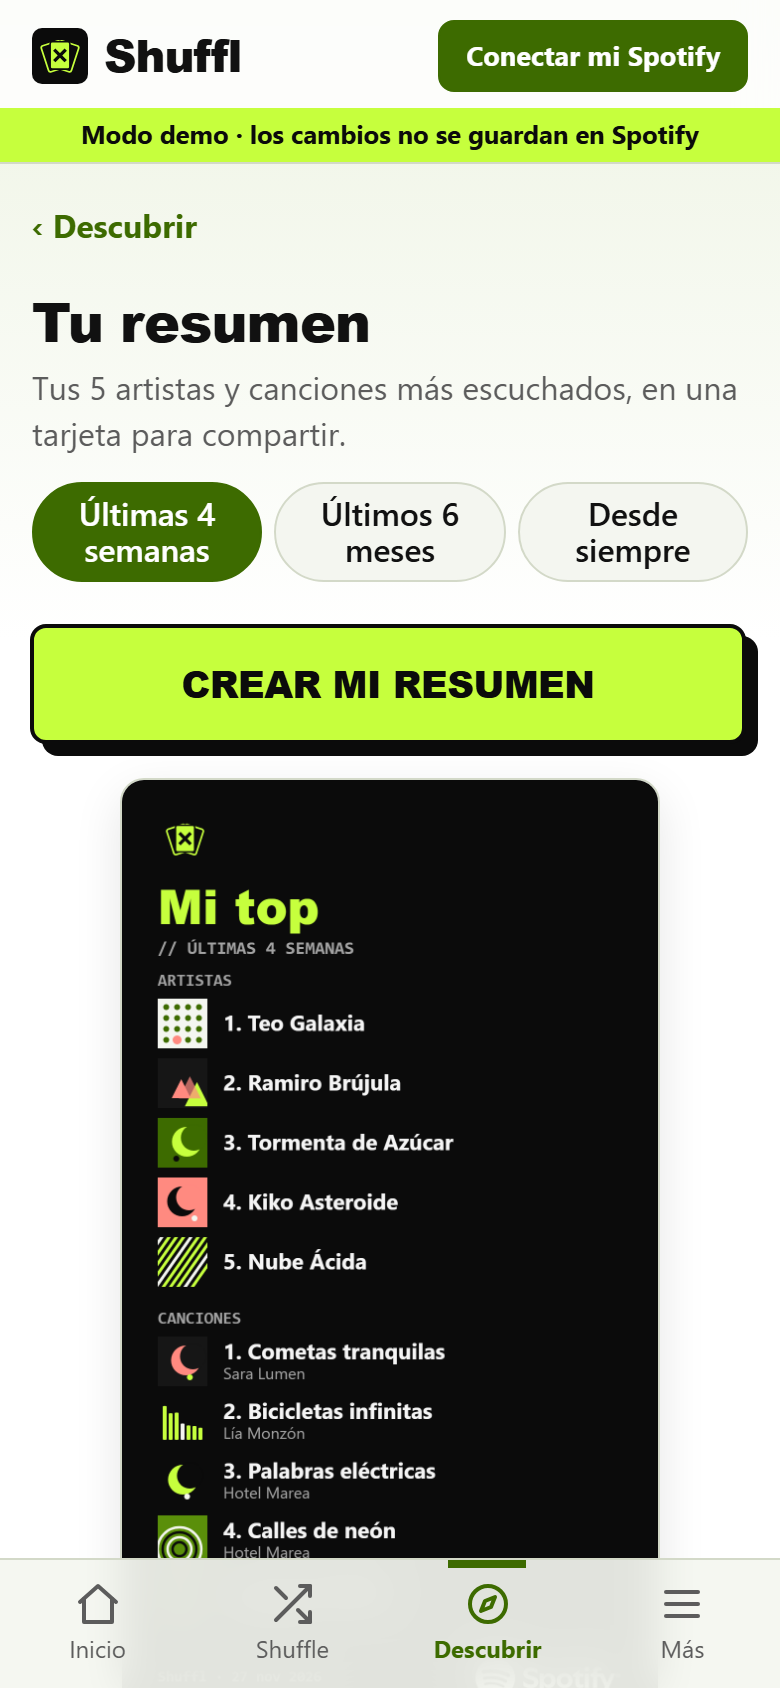 Shuffl
Conectar mi Spotify
Modo demo · los cambios no se guardan en Spotify
‹ Descubrir
Tu resumen
Tus 5 artistas y canciones más escuchados, en una
tarjeta para compartir.
Últimas 4
semanas
Últimos 6
meses
Desde
siempre
CREAR MI RESUMEN
Mi top
// ÚLTIMAS 4 SEMANAS
ARTISTAS
1. Teo Galaxia
2. Ramiro Brújula
3. Tormenta de Azúcar
4. Kiko Asteroide
5. Nube Ácida
CANCIONES
1. Cometas tranquilas
Sara Lumen
2. Bicicletas infinitas
Lía Monzón
3. Palabras eléctricas
Hotel Marea
4. Calles de neón
Hotel Marea
Inicio
Shuffle
Descubrir
Más
Spotify